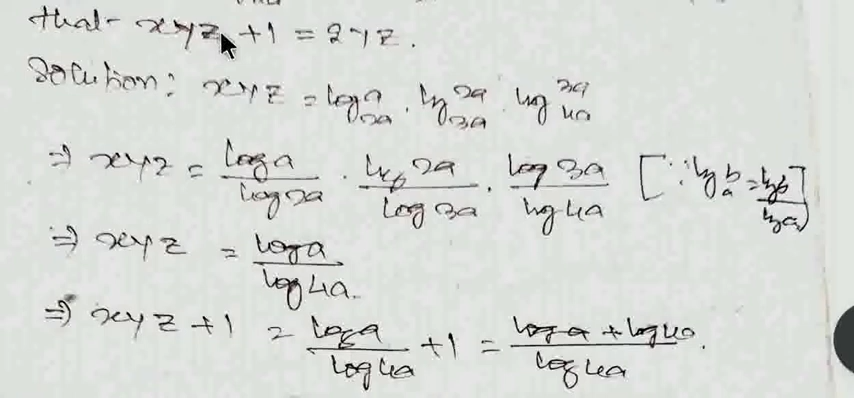 that xyz + 1 = 2yz.
Solution: xyz = log_{2a} a . log_{3a} 2a . log_{4a} 3a
⇒ xyz = log a / log 2a . log 2a / log 3a . log 3a / log 4a [∵ log_a b = log b / log a]
⇒ xyz = log a / log 4a.
⇒ xyz + 1 = log a / log 4a + 1 = log a + log 4a / log 4a.